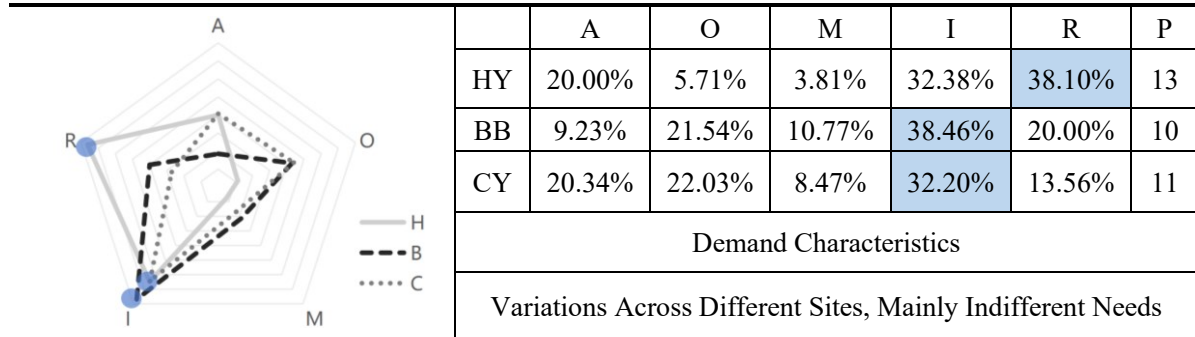 A
R
O
I
M
H
B
C
A O M I R P
HY 20.00% 5.71% 3.81% 32.38% 38.10% 13
BB 9.23% 21.54% 10.77% 38.46% 20.00% 10
CY 20.34% 22.03% 8.47% 32.20% 13.56% 11
Demand Characteristics
Variations Across Different Sites, Mainly Indifferent Needs